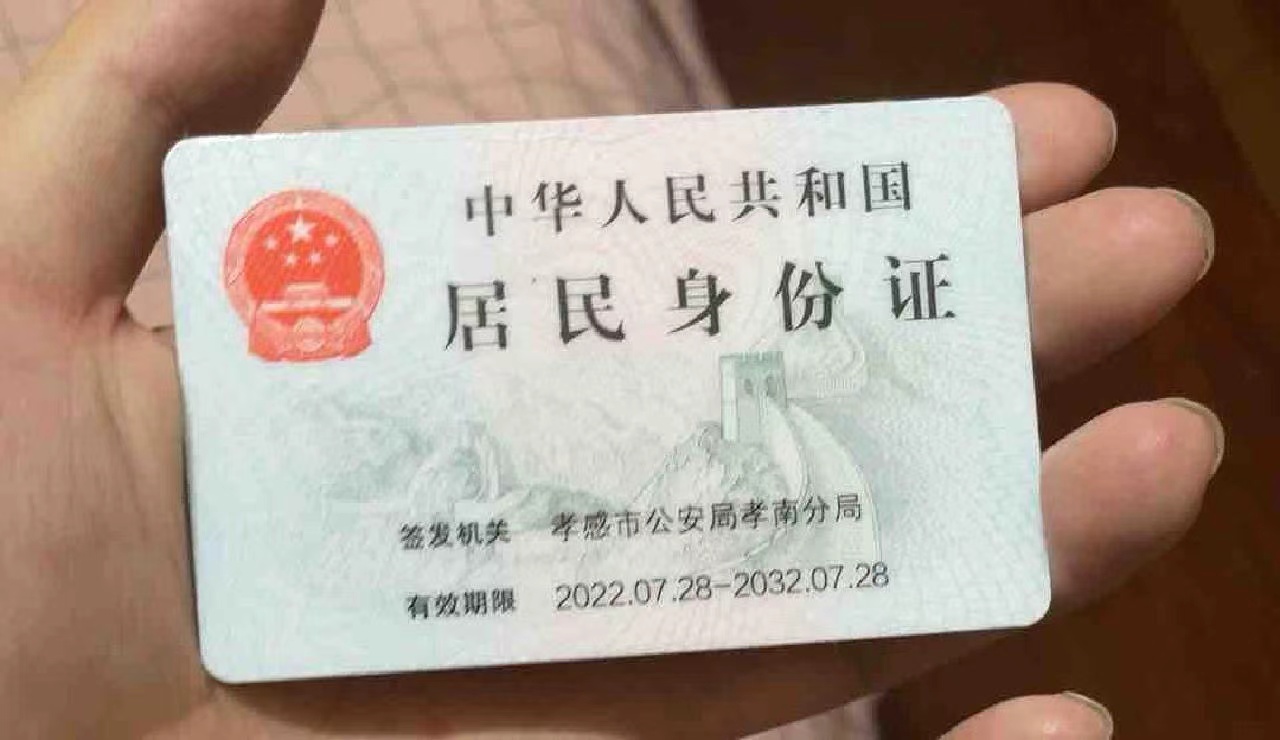 中华人民共和国
居民身份证
签发机关 孝感市公安局孝南分局
有效期限 2022.07.28-2032.07.28